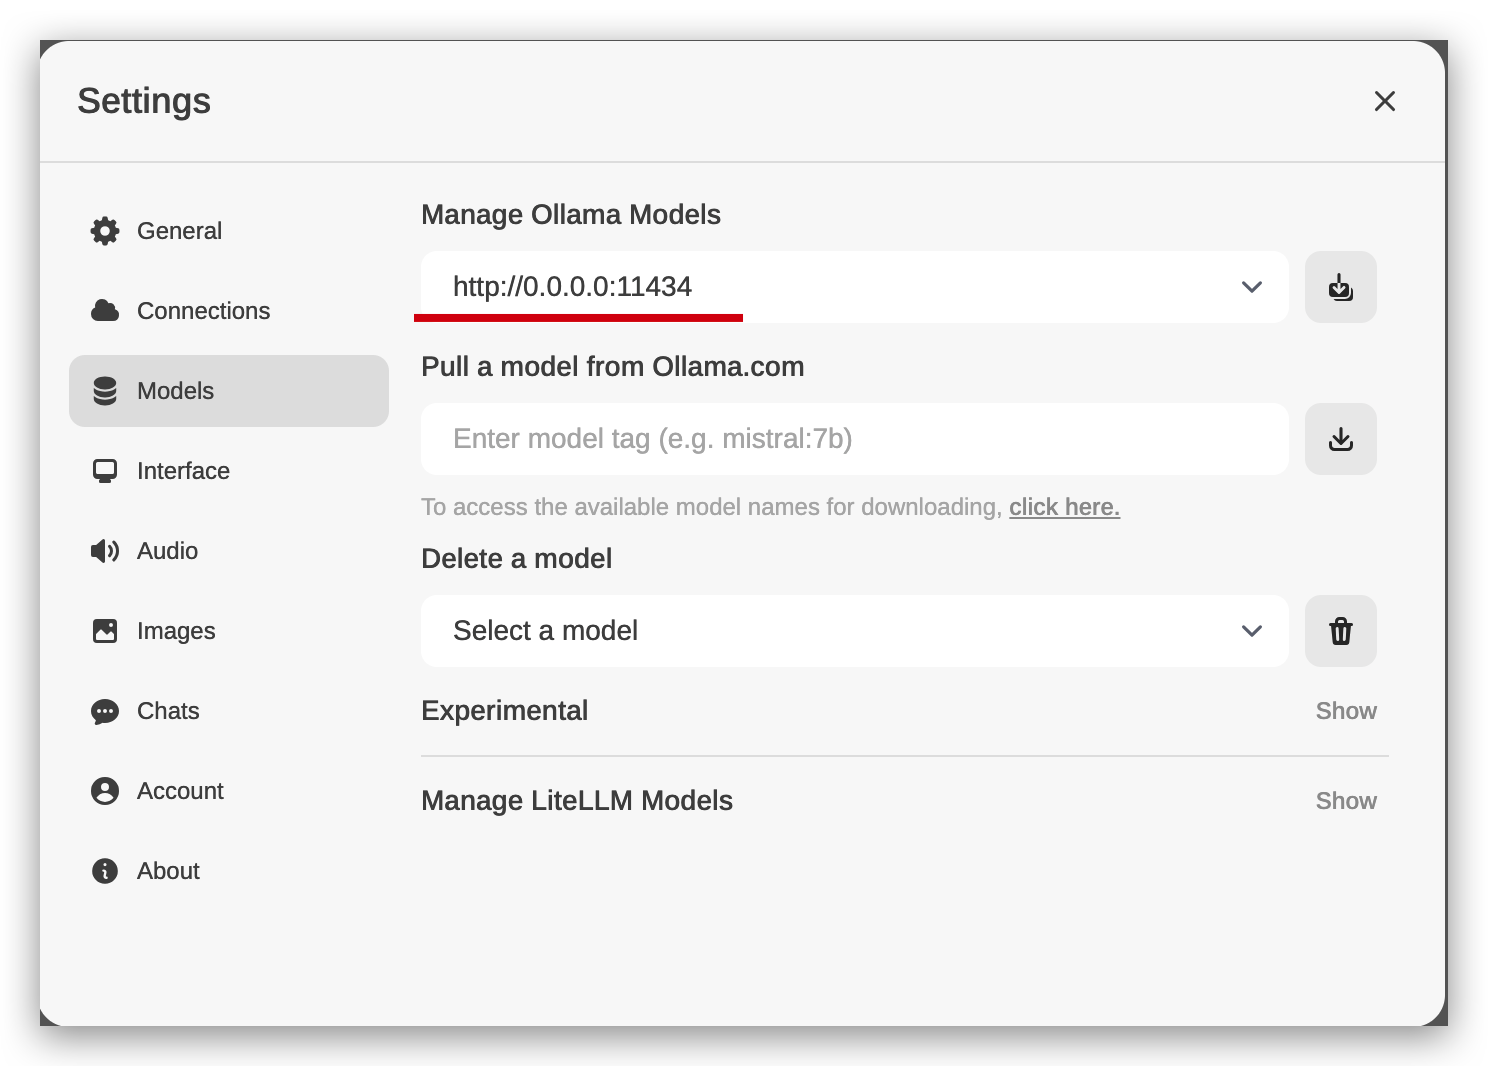 Settings
General
Connections
Models
Interface
Audio
Images
Chats
Account
About
Manage Ollama Models
http://0.0.0.0:11434
Pull a model from Ollama.com
Enter model tag (e.g. mistral:7b)
To access the available model names for downloading, click here.
Delete a model
Select a model
Experimental
Show
Manage LiteLLM Models
Show